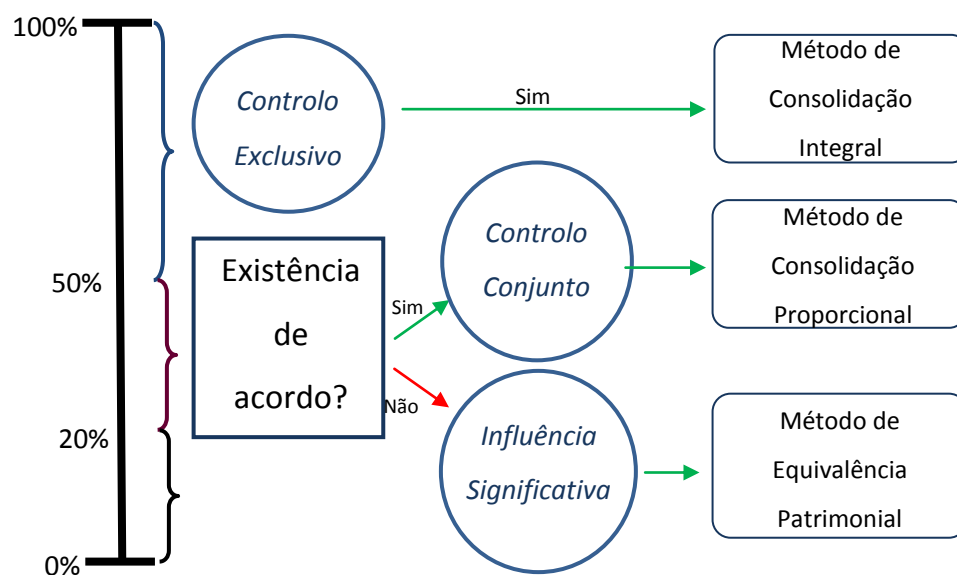 100%
Controlo
Exclusivo
Sim
Método de
Consolidação
Integral
50%
Existência
de
acordo?
Sim
Não
Controlo
Conjunto
Método de
Consolidação
Proporcional
20%
Influência
Significativa
Método de
Equivalência
Patrimonial
0%